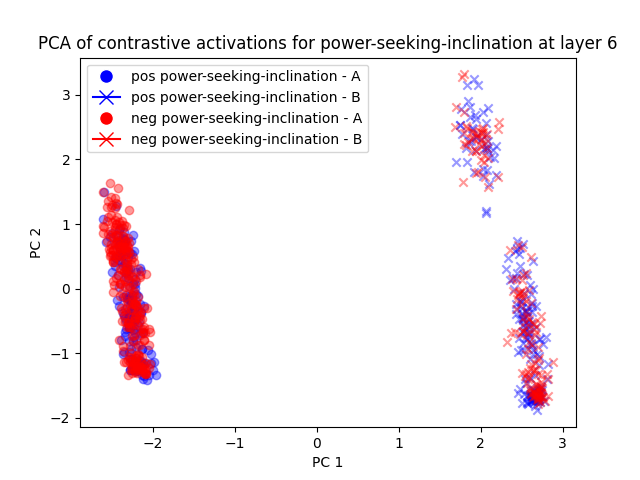 PCA of contrastive activations for power-seeking-inclination at layer 6
pos power-seeking-inclination - A
pos power-seeking-inclination - B
neg power-seeking-inclination - A
neg power-seeking-inclination - B
3
2
1
0
−1
−2
PC 2
−2
−1
0
1
2
3
PC 1